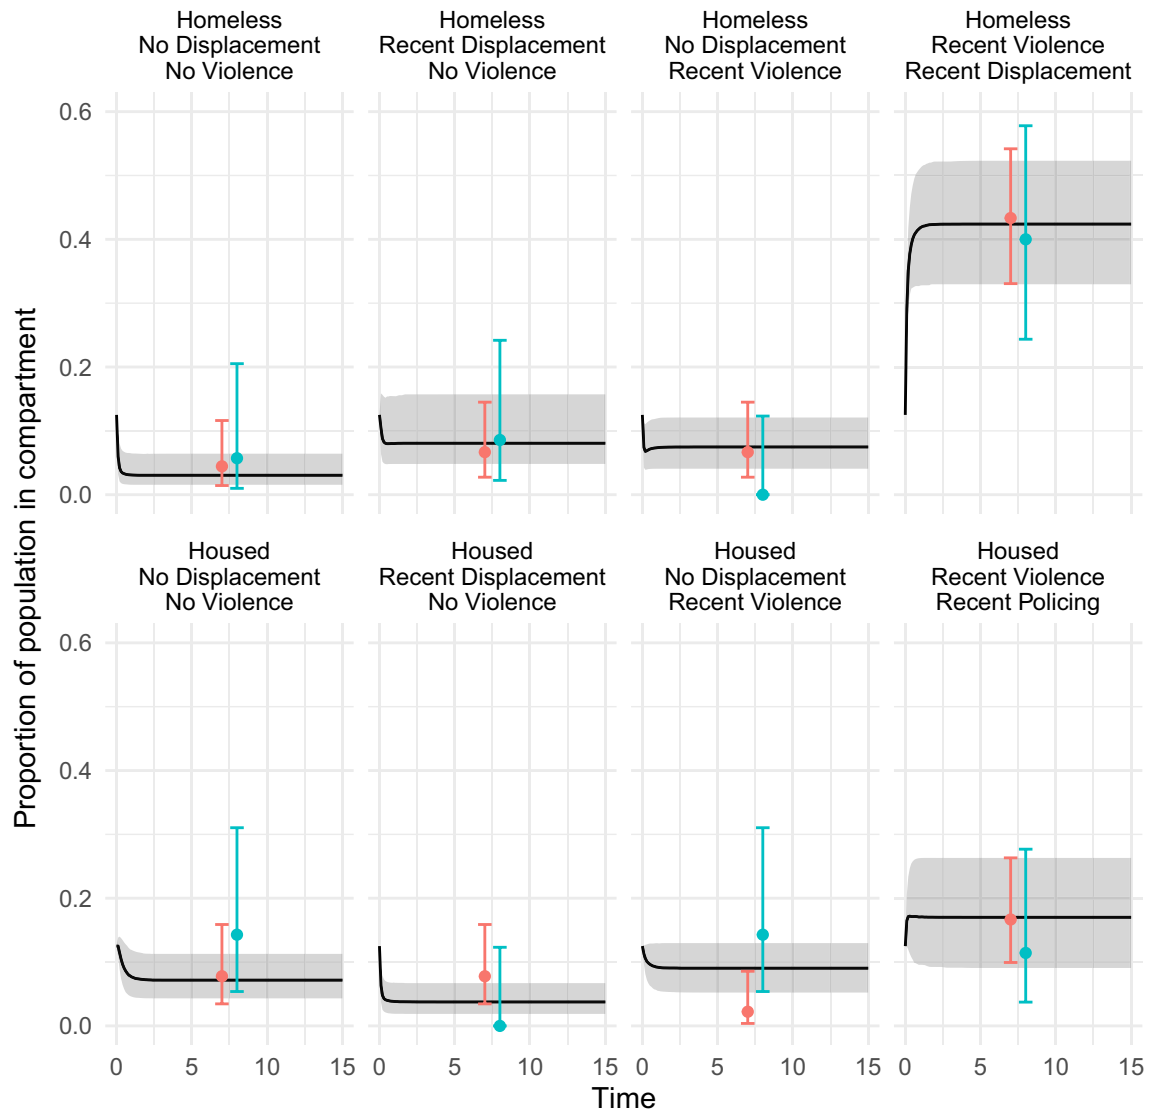 Homeless
No Displacement
No Violence
Homeless
Recent Displacement
No Violence
Homeless
No Displacement
Recent Violence
Homeless
Recent Violence
Recent Displacement
0.6
0.4
0.2
0.0
Housed
No Displacement
No Violence
Housed
Recent Displacement
No Violence
Housed
No Displacement
Recent Violence
Housed
Recent Violence
Recent Policing
0.6
0.4
0.2
0.0
0 5 10 15
0 5 10 15
0 5 10 15
0 5 10 15
Time
Proportion of population in compartment